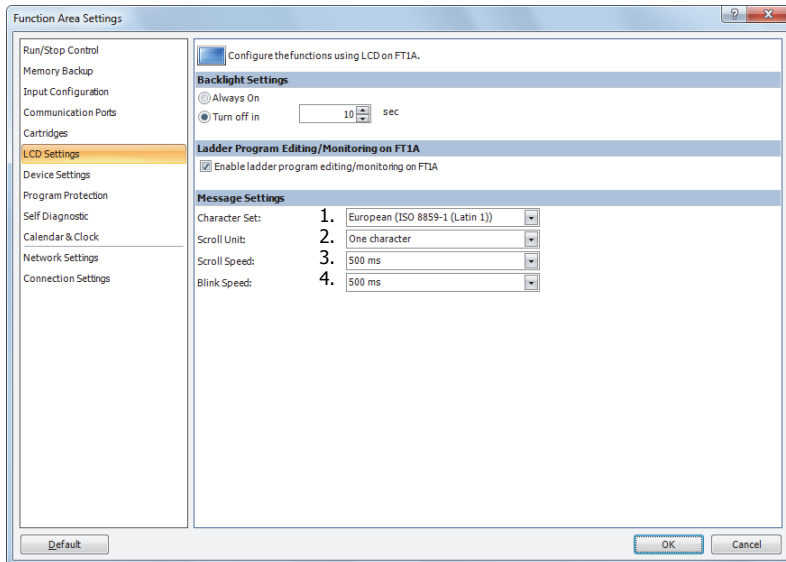 Function Area Settings
?
X
Run/Stop Control
Memory Backup
Input Configuration
Communication Ports
Cartridges
LCD Settings
Device Settings
Program Protection
Self Diagnostic
Calendar & Clock
Network Settings
Connection Settings
Configure thefunctions using LCD on FT1A.
Backlight Settings
Always On
Turn off in 10 sec
Ladder Program Editing/Monitoring on FT1A
Enable ladder program editing/monitoring on FT1A
Message Settings
Character Set: 1. European (ISO 8859-1 (Latin 1))
Scroll Unit: 2. One character
Scroll Speed: 3. 500 ms
Blink Speed: 4. 500 ms
Default
OK
Cancel